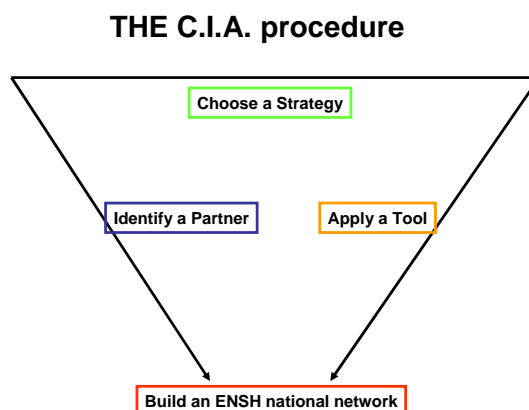 THE C.I.A. procedure
Choose a Strategy
Identify a Partner
Apply a Tool
Build an ENSH national network